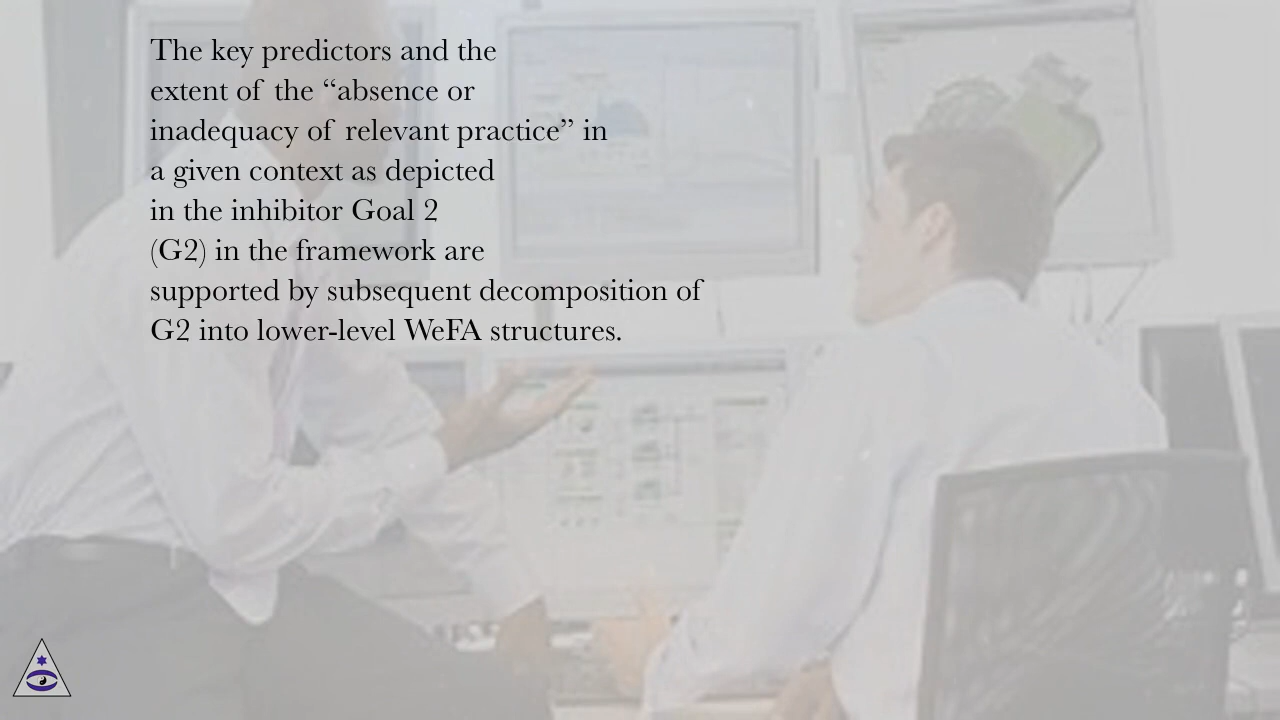 The key predictors and the
extent of the “absence or
inadequacy of relevant practice” in
a given context as depicted
in the inhibitor Goal 2
(G2) in the framework are
supported by subsequent decomposition of
G2 into lower-level WeFA structures.